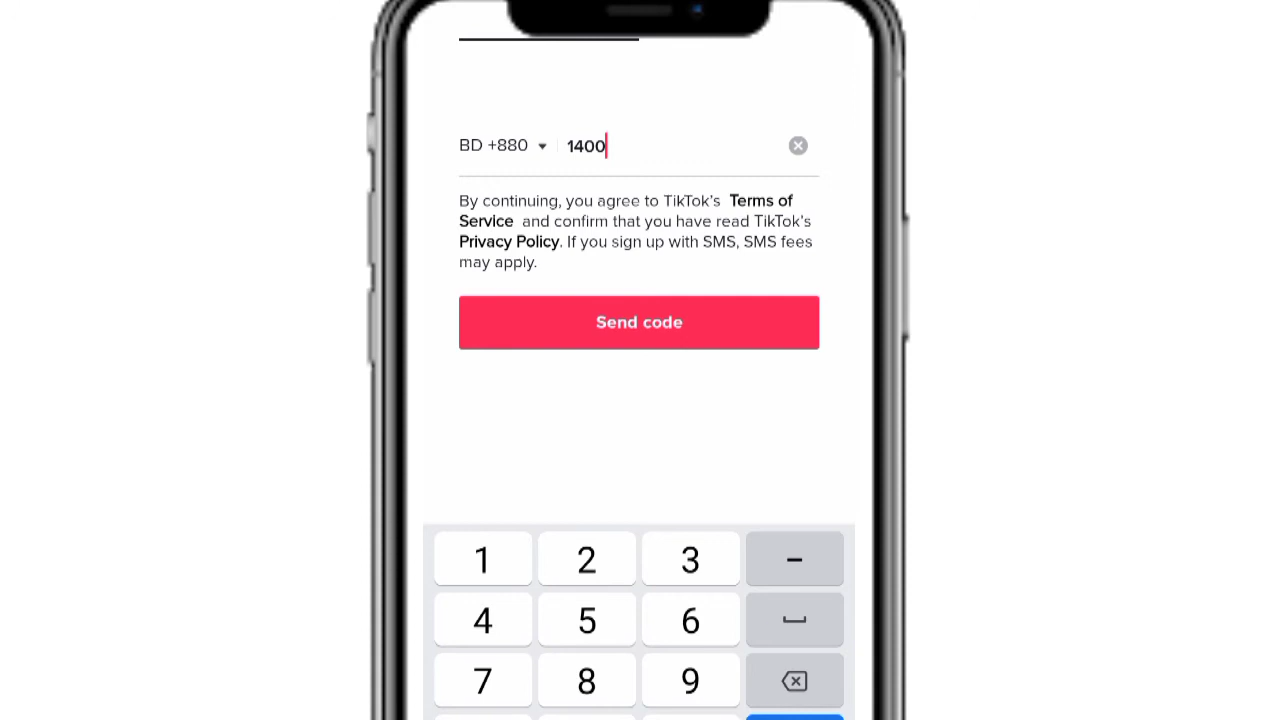 BD +880 1400
By continuing, you agree to TikTok's Terms of
Service and confirm that you have read TikTok's
Privacy Policy. If you sign up with SMS, SMS fees
may apply.
Send code
1 2 3 –
4 5 6
7 8 9